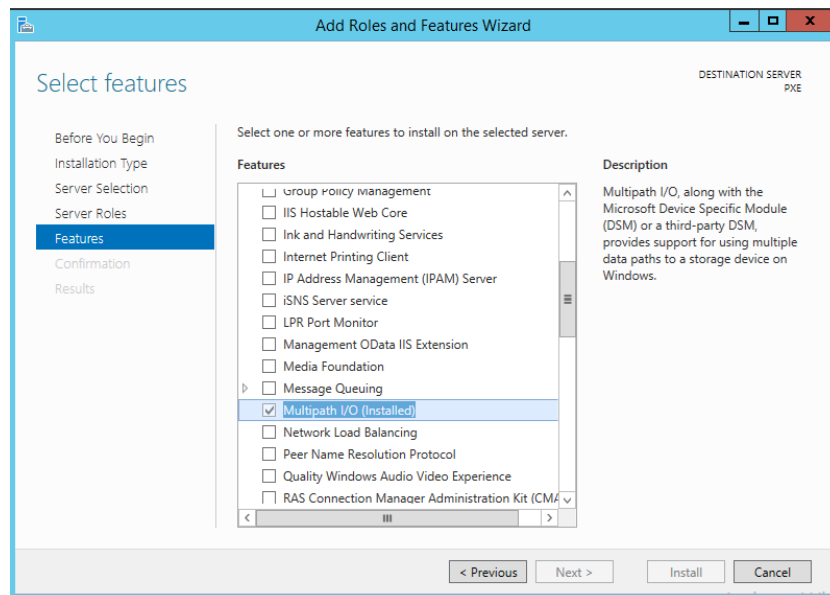 Add Roles and Features Wizard
Select features
DESTINATION SERVER
PXE
Before You Begin
Installation Type
Server Selection
Server Roles
Features
Confirmation
Results
Select one or more features to install on the selected server.
Features
Group Policy Management
IIS Hostable Web Core
Ink and Handwriting Services
Internet Printing Client
IP Address Management (IPAM) Server
iSNS Server service
LPR Port Monitor
Management OData IIS Extension
Media Foundation
Message Queuing
Multipath I/O (Installed)
Network Load Balancing
Peer Name Resolution Protocol
Quality Windows Audio Video Experience
RAS Connection Manager Administration Kit (CMA
Description
Multipath I/O, along with the
Microsoft Device Specific Module
(DSM) or a third-party DSM,
provides support for using multiple
data paths to a storage device on
Windows.
< Previous
Next >
Install
Cancel